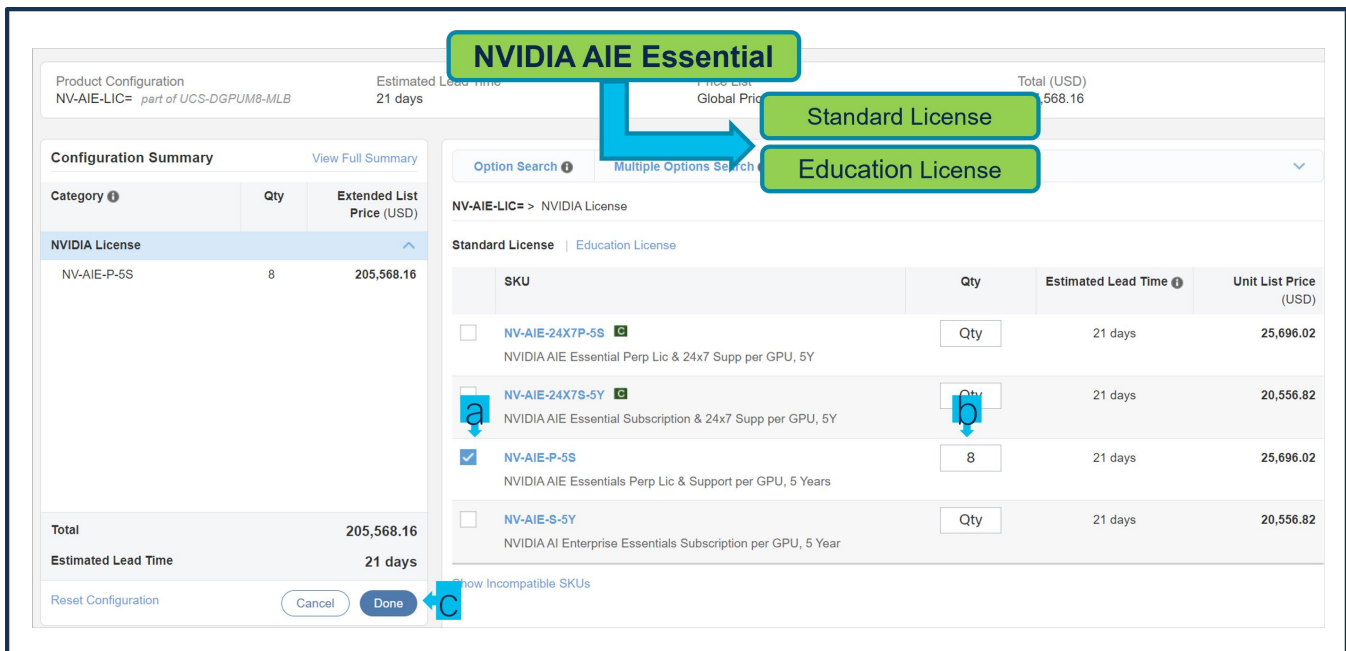 NVIDIA AIE Essential
Product Configuration
NV-AIE-LIC= part of UCS-DGPUM8-MLB
Estimated Lead Time
21 days
Price List
Global Pric
Total (USD)
,568.16
Standard License
Education License
Configuration Summary
View Full Summary
Category
Qty
Extended List
Price (USD)
NVIDIA License
NV-AIE-P-5S 8 205,568.16
Total 205,568.16
Estimated Lead Time 21 days
Reset Configuration
Cancel
Done
c
Option Search
Multiple Options Search
NV-AIE-LIC= > NVIDIA License
Standard License | Education License
SKU Qty Estimated Lead Time Unit List Price
(USD)
NV-AIE-24X7P-5S C Qty 21 days 25,696.02
NVIDIA AIE Essential Perp Lic & 24x7 Supp per GPU, 5Y
NV-AIE-24X7S-5Y C Qty 21 days 20,556.82
NVIDIA AIE Essential Subscription & 24x7 Supp per GPU, 5Y
a
b
NV-AIE-P-5S 8 21 days 25,696.02
NVIDIA AIE Essentials Perp Lic & Support per GPU, 5 Years
NV-AIE-S-5Y Qty 21 days 20,556.82
NVIDIA AI Enterprise Essentials Subscription per GPU, 5 Year
Show Incompatible SKUs